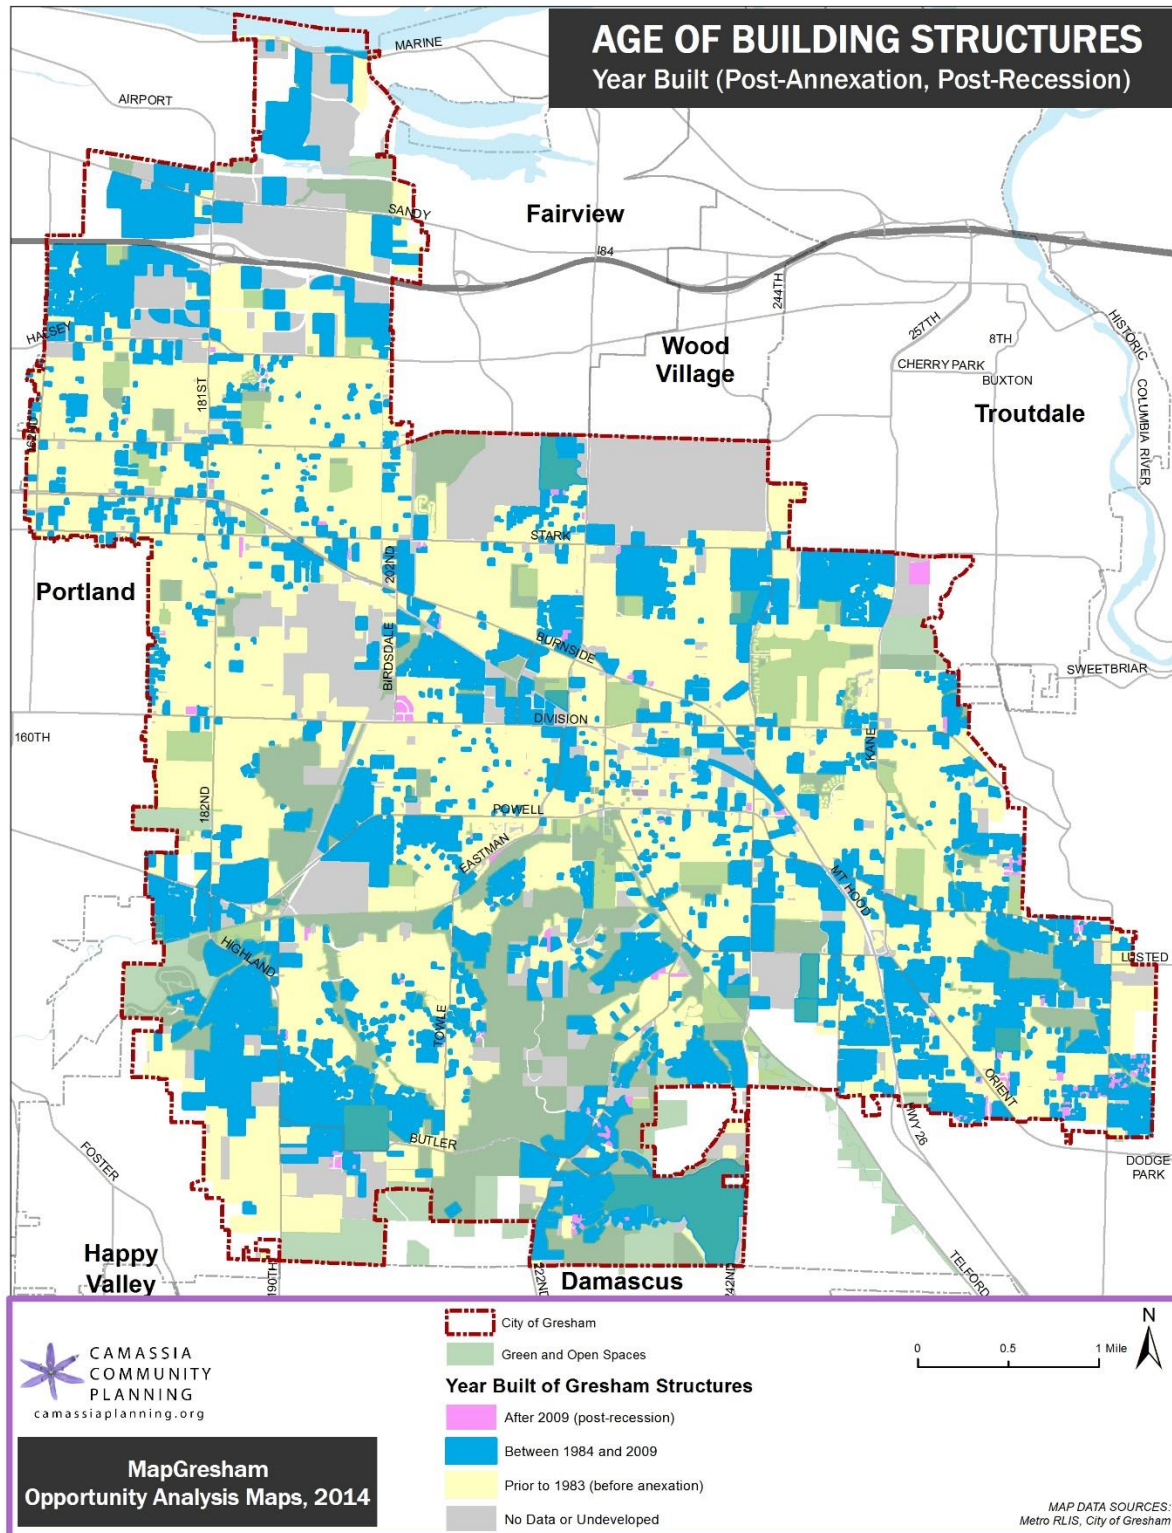 AGE OF BUILDING STRUCTURES
Year Built (Post-Annexation, Post-Recession)
MARINE
AIRPORT
SANDY
Fairview
I84
244TH
HALSEY
257TH
HISTORIC
COLUMBIA RIVER
Wood
Village
8TH
CHERRY PARK
BUXTON
181ST
Troutdale
162ND
STARK
202ND
Portland
BIRDSDALE
BURNSIDE
SWEETBRIAR
DIVISION
160TH
KANE
182ND
POWELL
EASTMAN
MT. HOOD
HIGHLAND
LUSTED
TOWLE
ORIENT
HWY 26
BUTLER
FOSTER
DODGE
PARK
Happy
Valley
190TH
222ND
Damascus
242ND
TELFORD
CAMASSIA
COMMUNITY
PLANNING
camassiaplanning.org
MapGresham
Opportunity Analysis Maps, 2014
City of Gresham
Green and Open Spaces
Year Built of Gresham Structures
After 2009 (post-recession)
Between 1984 and 2009
Prior to 1983 (before anexation)
No Data or Undeveloped
N
0 0.5 1 Mile
MAP DATA SOURCES:
Metro RLIS, City of Gresham